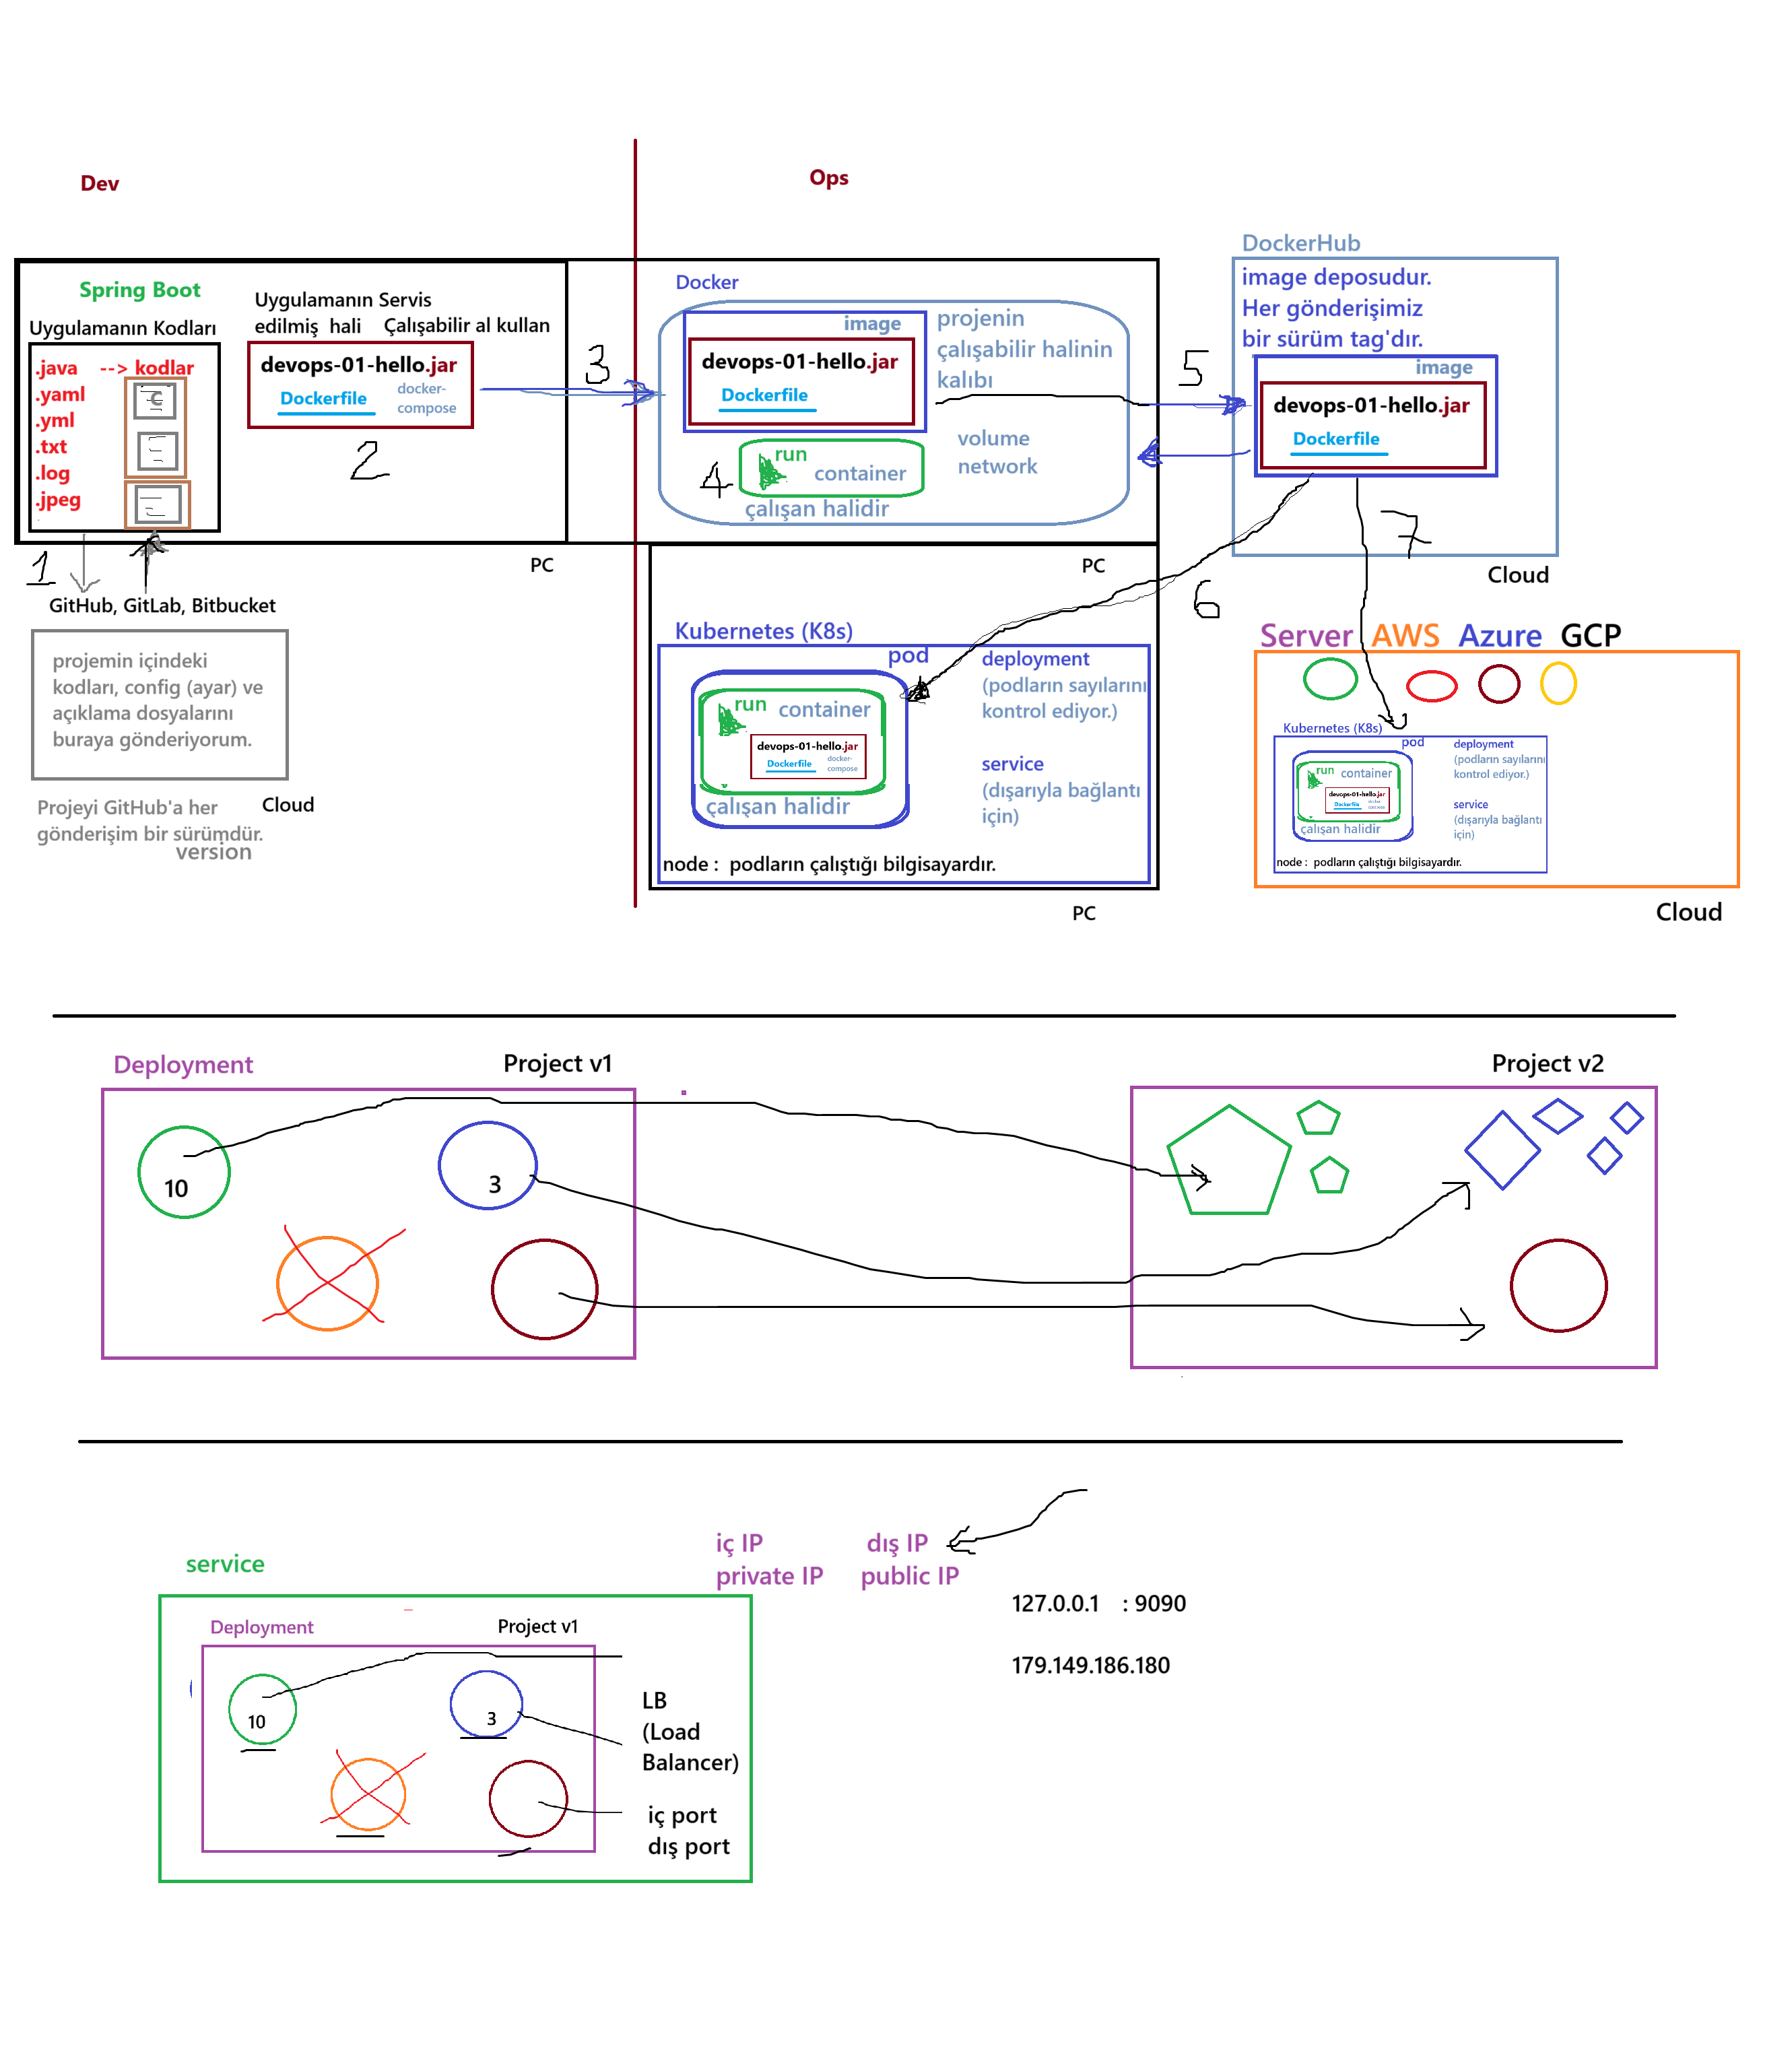 Dev
Ops
Spring Boot
Uygulamanın Kodları
.java --> kodlar
.yaml
.yml
.txt
.log
.jpeg
C
Uygulamanın Servis
edilmiş hali Çalışabilir al kullan
devops-01-hello.jar
Dockerfile
docker-
compose
2
3
PC
1
GitHub, GitLab, Bitbucket
projemin içindeki
kodları, config (ayar) ve
açıklama dosyalarını
buraya gönderiyorum.
Cloud
Projeyi GitHub'a her
gönderişim bir sürümdür.
version
Docker
image
devops-01-hello.jar
Dockerfile
projenin
çalışabilir halinin
kalıbı
volume
network
4
run
container
çalışan halidir
PC
5
DockerHub
image deposudur.
Her gönderişimiz
bir sürüm tag'dır.
image
devops-01-hello.jar
Dockerfile
7
Cloud
6
Kubernetes (K8s)
pod
run
container
devops-01-hello.jar
Dockerfile
docker-
compose
çalışan halidir
deployment
(podların sayılarını
kontrol ediyor.)
service
(dışarıyla bağlantı
için)
node : podların çalıştığı bilgisayardır.
PC
Server AWS Azure GCP
Kubernetes (K8s)
pod
run
container
devops-01-hello.jar
Dockerfile
çalışan halidir
deployment
(podların sayılarını
kontrol ediyor.)
service
(dışarıyla bağlantı
için)
node : podların çalıştığı bilgisayardır.
Cloud
Deployment
Project v1
10
3
Project v2
service
Deployment
Project v1
10
3
LB
(Load
Balancer)
iç port
dış port
iç IP
private IP
dış IP
public IP
127.0.0.1 : 9090
179.149.186.180